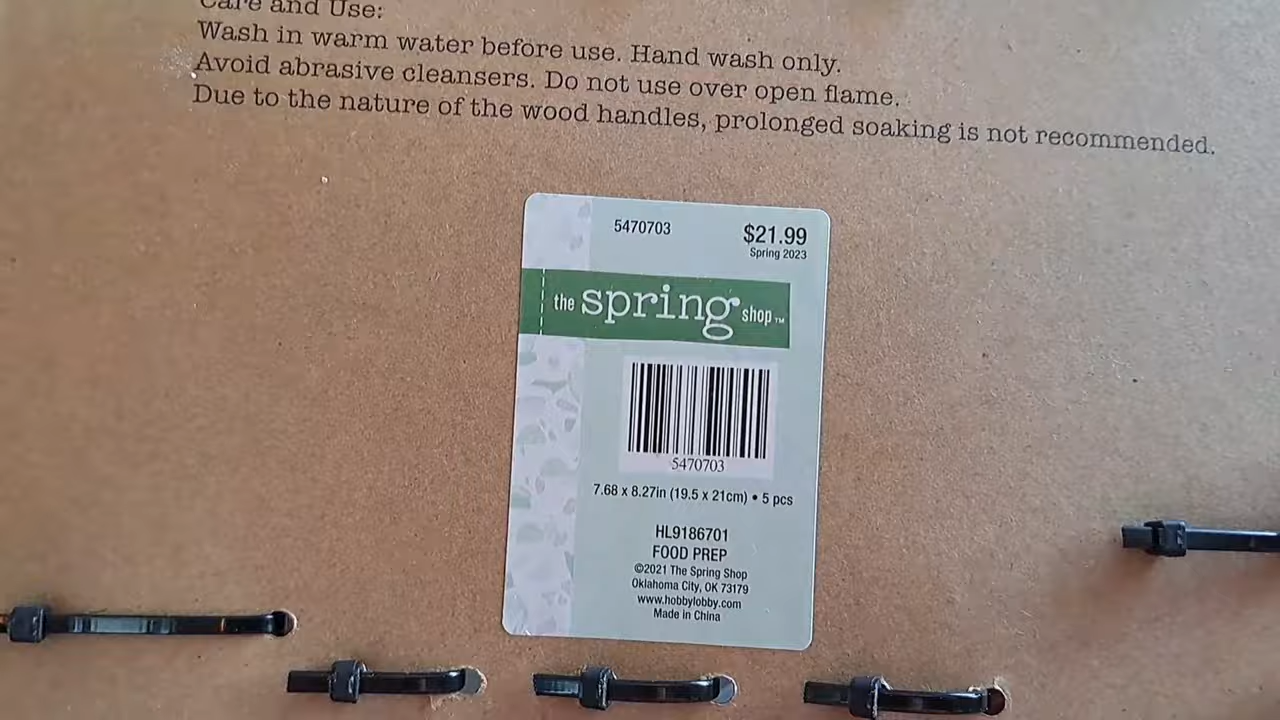 Care and Use:
Wash in warm water before use. Hand wash only.
Avoid abrasive cleansers. Do not use over open flame.
Due to the nature of the wood handles, prolonged soaking is not recommended.
5470703
$21.99
Spring 2023
the spring shop™
5470703
7.68 x 8.27in (19.5 x 21cm) • 5 pcs
HL9186701
FOOD PREP
©2021 The Spring Shop
Oklahoma City, OK 73179
www.hobbylobby.com
Made in China